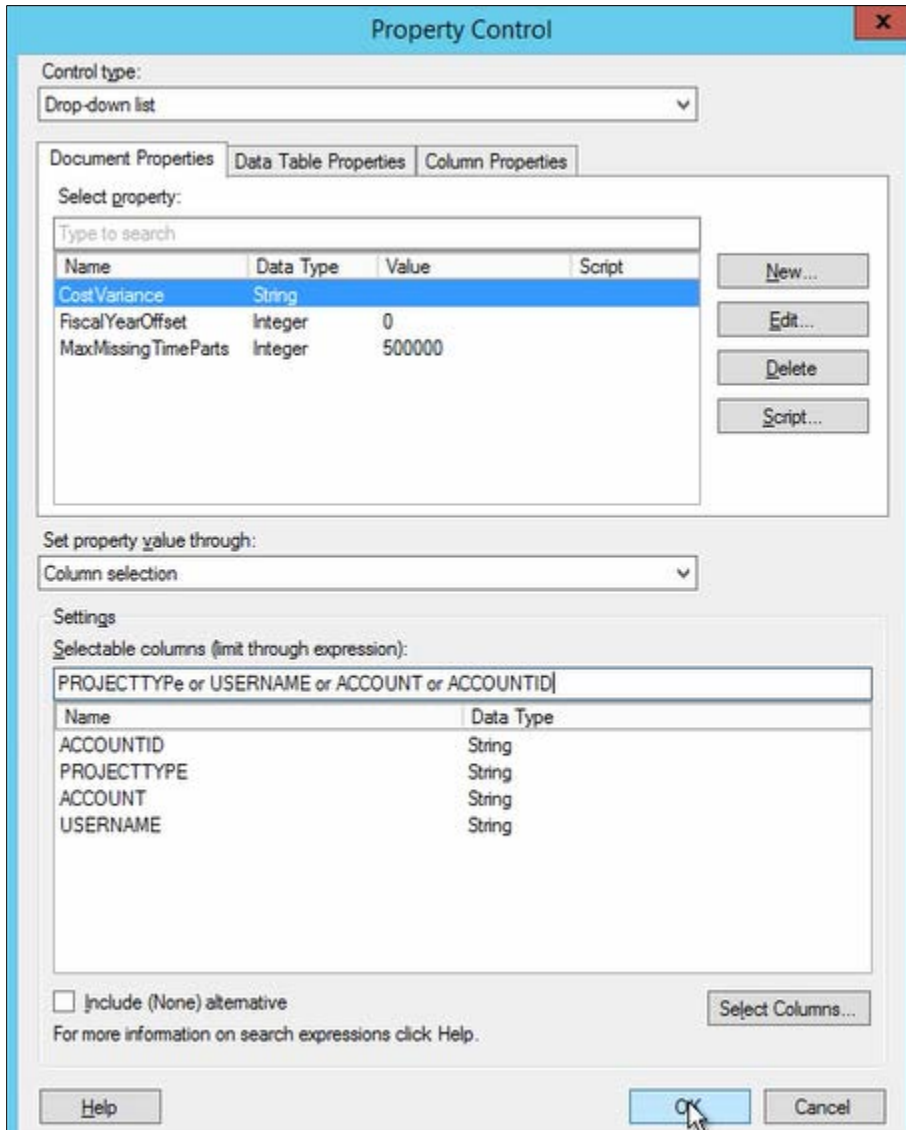 Property Control
x
Control type:
Drop-down list
Document Properties Data Table Properties Column Properties
Select property:
Type to search
Name Data Type Value Script
CostVariance String
FiscalYearOffset Integer 0
MaxMissingTimeParts Integer 500000
New...
Edit...
Delete
Script...
Set property value through:
Column selection
Settings
Selectable columns (limit through expression):
PROJECTTYPe or USERNAME or ACCOUNT or ACCOUNTID
Name Data Type
ACCOUNTID String
PROJECTTYPE String
ACCOUNT String
USERNAME String
Include (None) alternative
Select Columns...
For more information on search expressions click Help.
Help OK Cancel